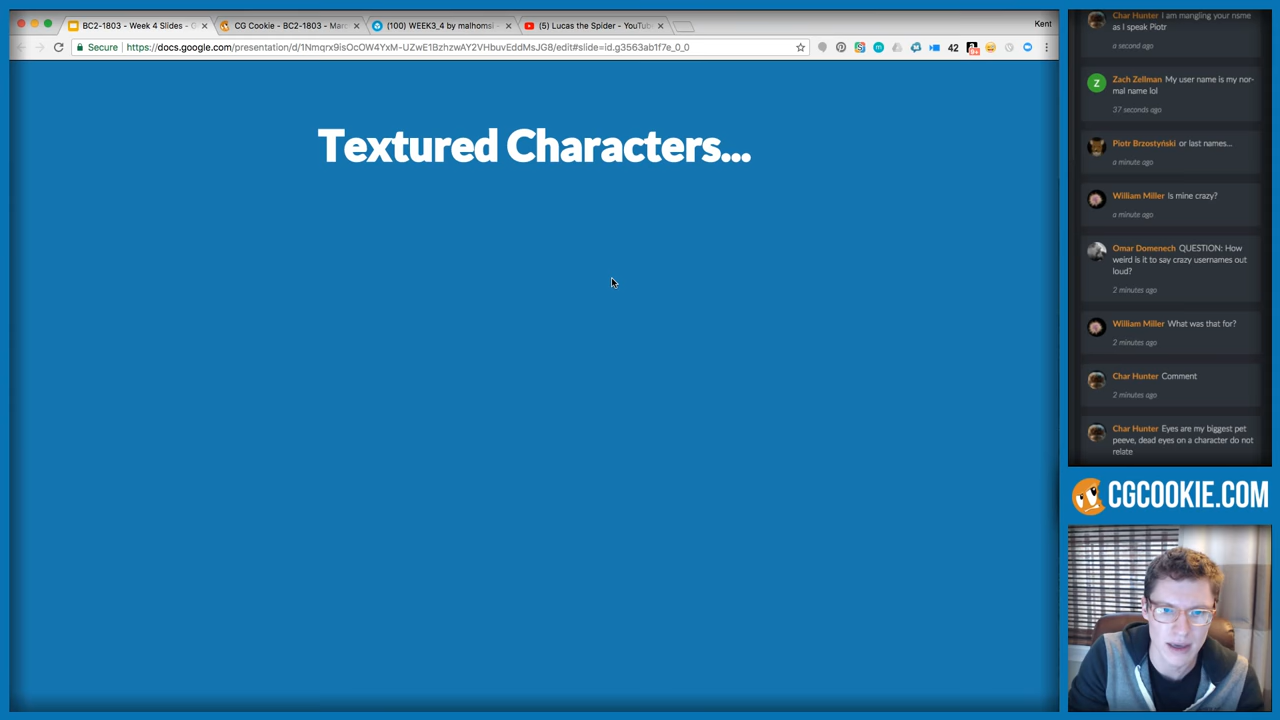 BC2-1803 - Week 4 Slides - G
CG Cookie - BC2-1803 - Marc
(100) WEEK3_4 by malhomsi
(5) Lucas the Spider - YouTub
Kent
Secure https://docs.google.com/presentation/d/1Nmqrx9isOcOW4YxM-UZwE1BzhzwAY2VHbuvEddMsJG8/edit#slide=id.g3563ab1f7e_0_0
42
Textured Characters...
Char Hunter I am mangling your nsme
as I speak Piotr
a second ago
Z
Zach Zellman My user name is my nor-
mal name lol
37 seconds ago
Piotr Brzostyński or last names...
a minute ago
William Miller Is mine crazy?
a minute ago
Omar Domenech QUESTION: How
weird is it to say crazy usernames out
loud?
2 minutes ago
William Miller What was that for?
2 minutes ago
Char Hunter Comment
2 minutes ago
Char Hunter Eyes are my biggest pet
peeve, dead eyes on a character do not
relate
CGCOOKIE.COM